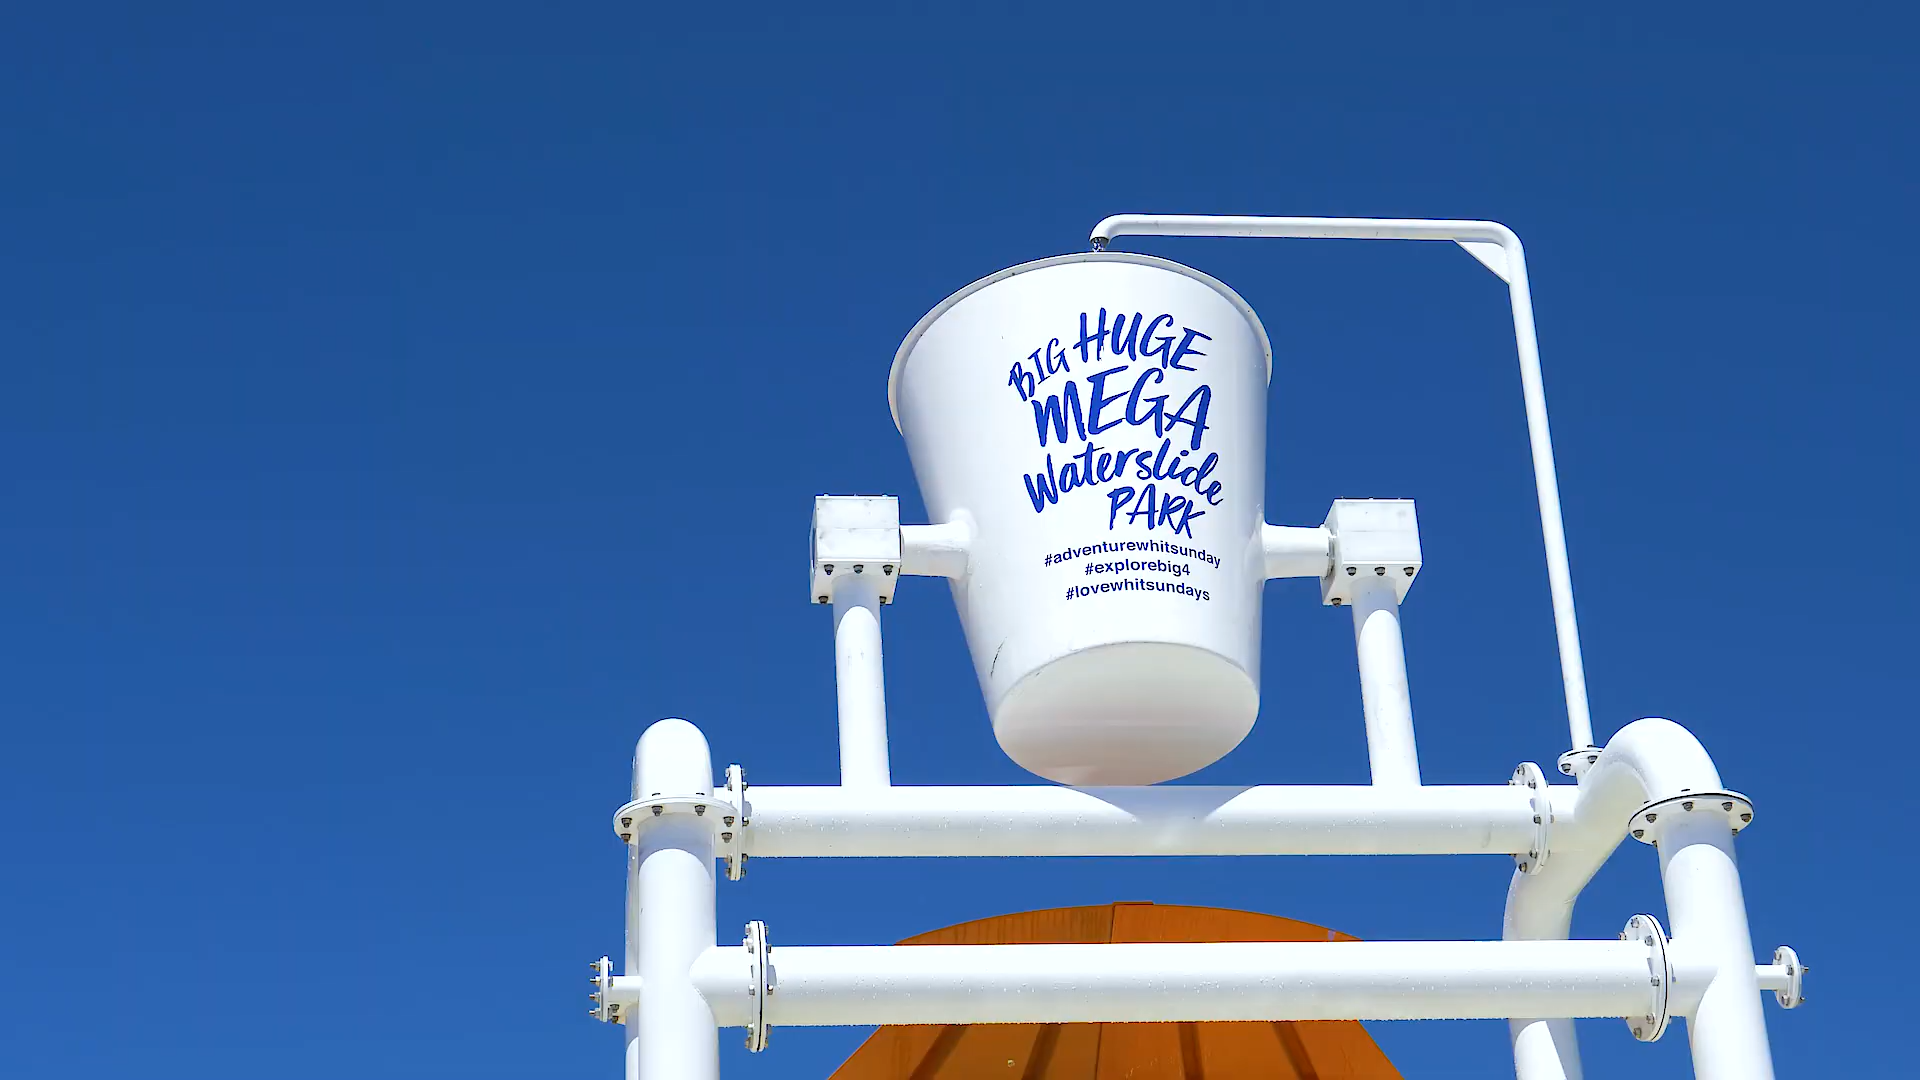 BIG HUGE
MEGA
Waterslide
PARK
#adventurewhitsunday
#explorebig4
#lovewhitsundays